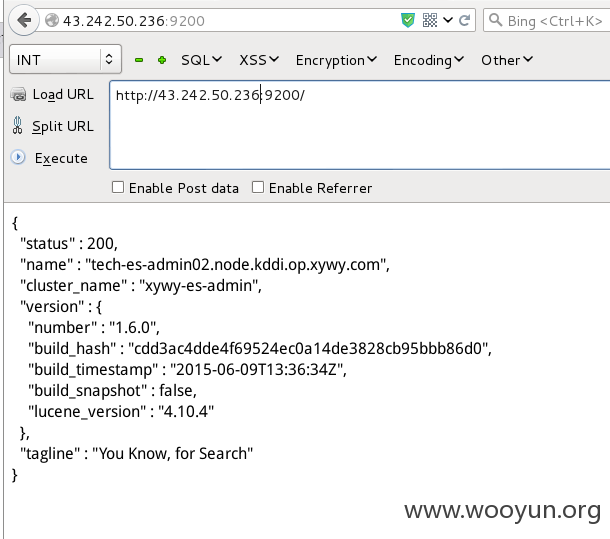 43.242.50.236:9200
Bing <Ctrl+K>
INT
SQL
XSS
Encryption
Encoding
Other
Load URL
http://43.242.50.236:9200/
Split URL
Execute
Enable Post data
Enable Referrer
{
"status" : 200,
"name" : "tech-es-admin02.node.kddi.op.xywy.com",
"cluster_name" : "xywy-es-admin",
"version" : {
"number" : "1.6.0",
"build_hash" : "cdd3ac4dde4f69524ec0a14de3828cb95bbb86d0",
"build_timestamp" : "2015-06-09T13:36:34Z",
"build_snapshot" : false,
"lucene_version" : "4.10.4"
},
"tagline" : "You Know, for Search"
}
www.wooyun.org